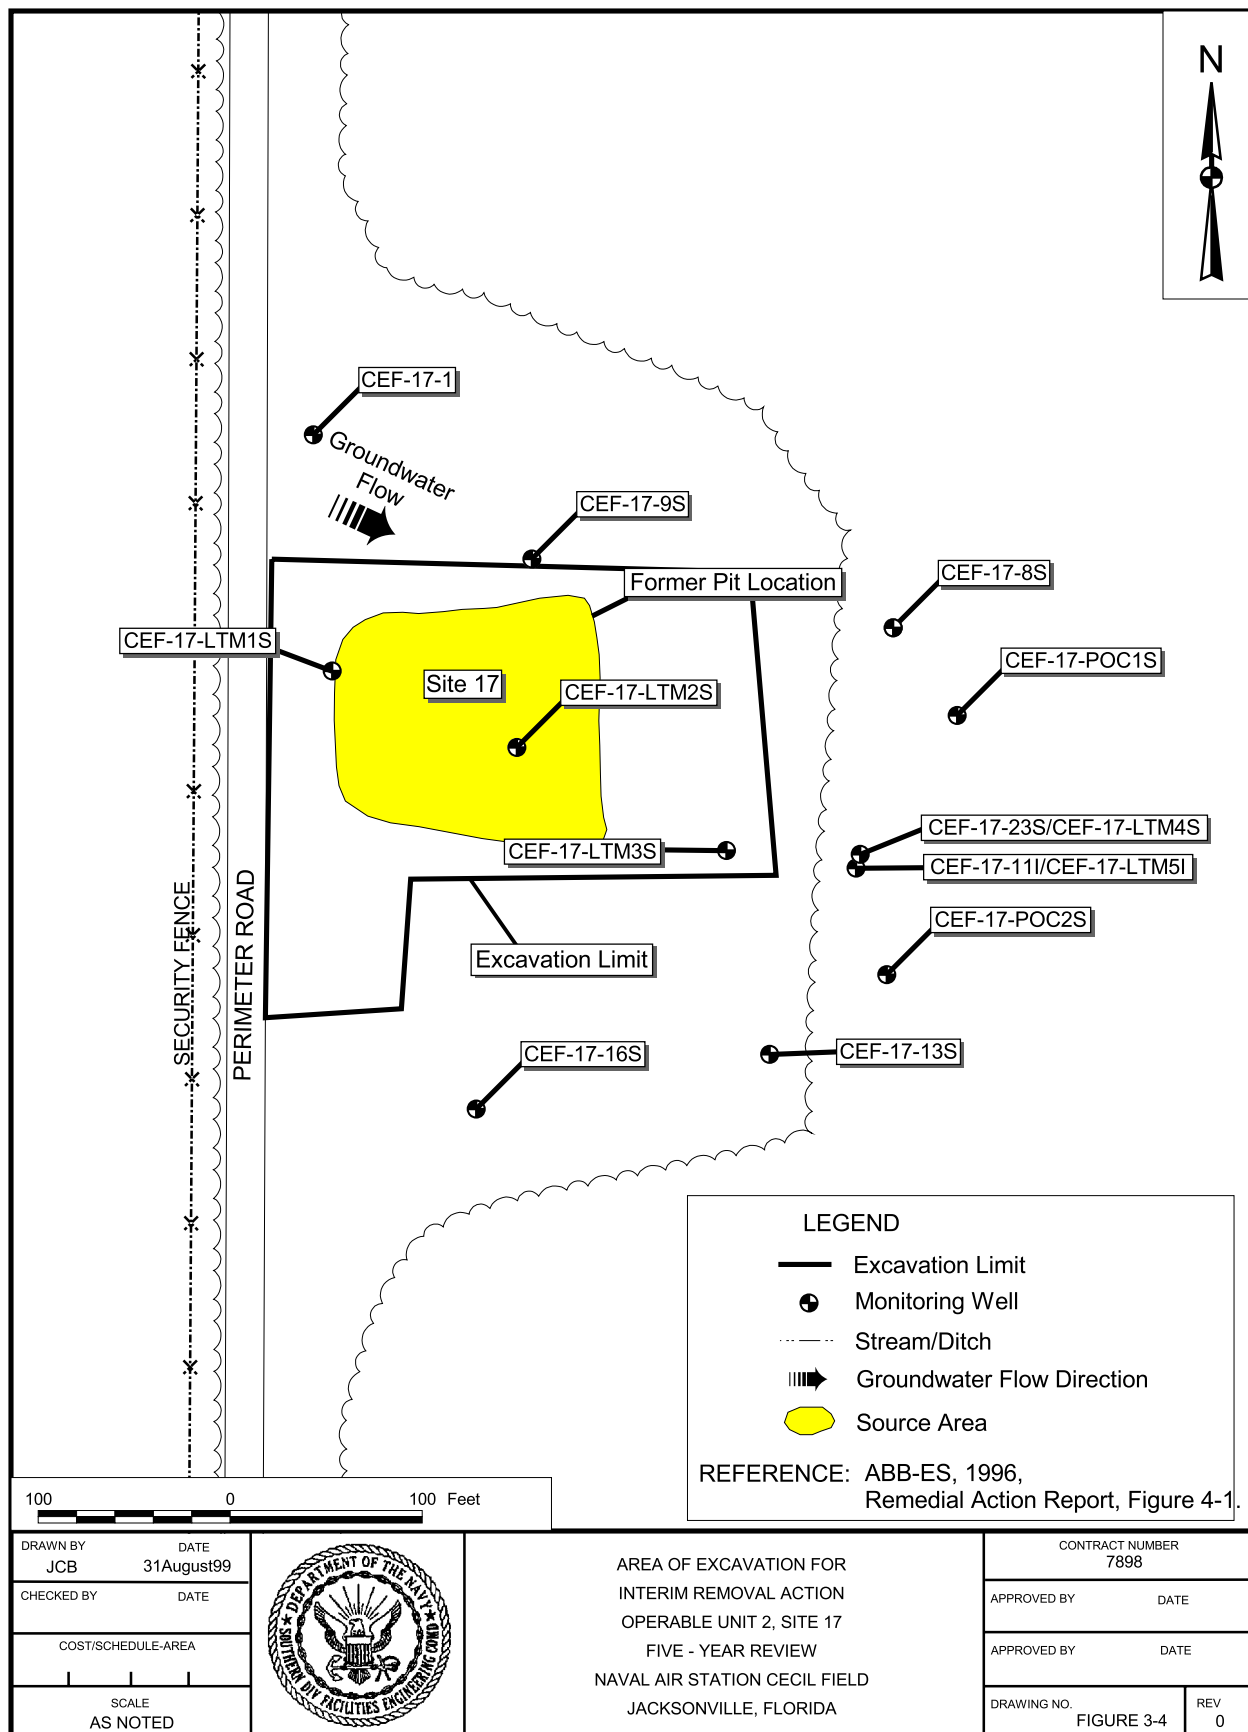 N
CEF-17-1
Groundwater
Flow
CEF-17-9S
CEF-17-8S
Former Pit Location
CEF-17-LTM1S
CEF-17-POC1S
Site 17
CEF-17-LTM2S
CEF-17-23S/CEF-17-LTM4S
CEF-17-LTM3S
CEF-17-11I/CEF-17-LTM5I
CEF-17-POC2S
SECURITY FENCE
PERIMETER ROAD
Excavation Limit
CEF-17-16S
CEF-17-13S
LEGEND
Excavation Limit
Monitoring Well
Stream/Ditch
Groundwater Flow Direction
Source Area
REFERENCE: ABB-ES, 1996,
Remedial Action Report, Figure 4-1.
100 0 100 Feet
DRAWN BY DATE
JCB 31August99
CHECKED BY DATE
COST/SCHEDULE-AREA
SCALE
AS NOTED
DEPARTMENT OF THE NAVY
SOUTHERN DIV FACILITIES ENGINEERING COMD
AREA OF EXCAVATION FOR
INTERIM REMOVAL ACTION
OPERABLE UNIT 2, SITE 17
FIVE - YEAR REVIEW
NAVAL AIR STATION CECIL FIELD
JACKSONVILLE, FLORIDA
CONTRACT NUMBER
7898
APPROVED BY DATE
APPROVED BY DATE
DRAWING NO.
FIGURE 3-4
REV
0